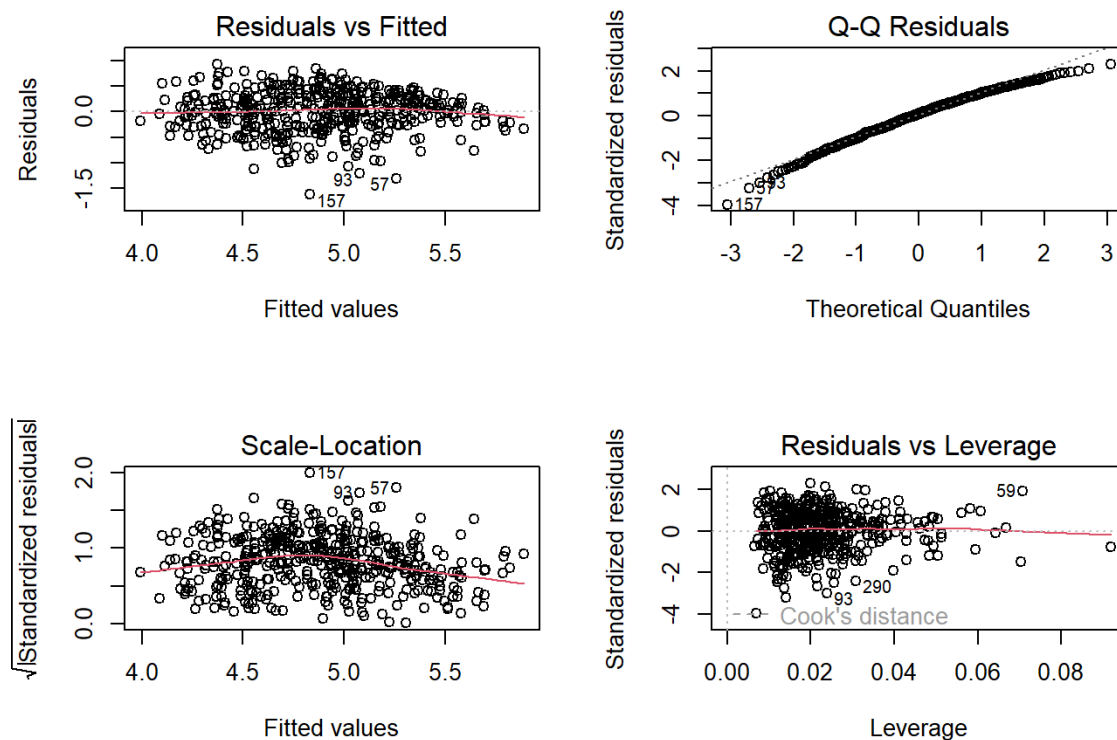 Residuals vs Fitted
Residuals
0.0
-1.5
93
57
157
4.0 4.5 5.0 5.5
Fitted values
Q-Q Residuals
Standardized residuals
2
0
-2
-4
93
57
157
-3 -2 -1 0 1 2 3
Theoretical Quantiles
Scale-Location
√|Standardized residuals|
2.0
1.0
0.0
157
93
57
4.0 4.5 5.0 5.5
Fitted values
Residuals vs Leverage
Standardized residuals
2
0
-2
-4
59
290
93
Cook's distance
0.00 0.02 0.04 0.06 0.08
Leverage